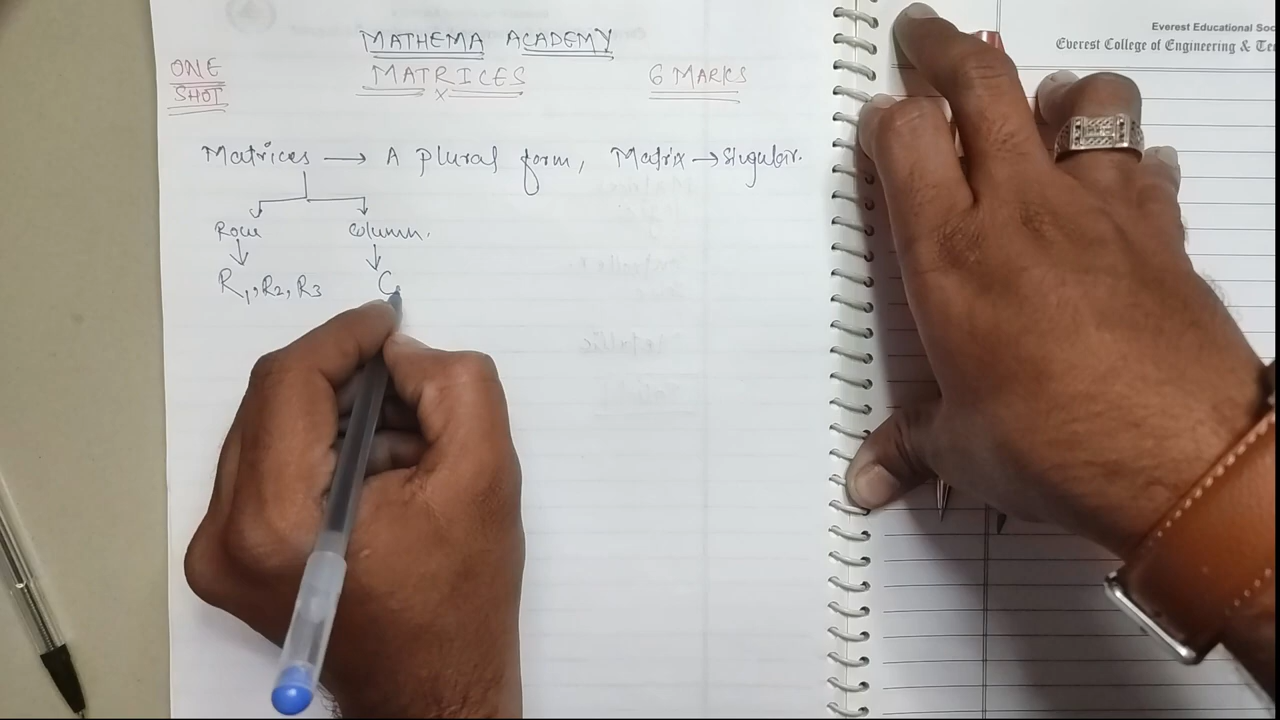 MATHEMA ACADEMY
ONE SHOT
MATRICES
6 MARKS
Matrices → A plural form, Matrix → Singular.
Row
column.
R1, R2, R3
C
Everest Educational Soc
Everest College of Engineering & Te